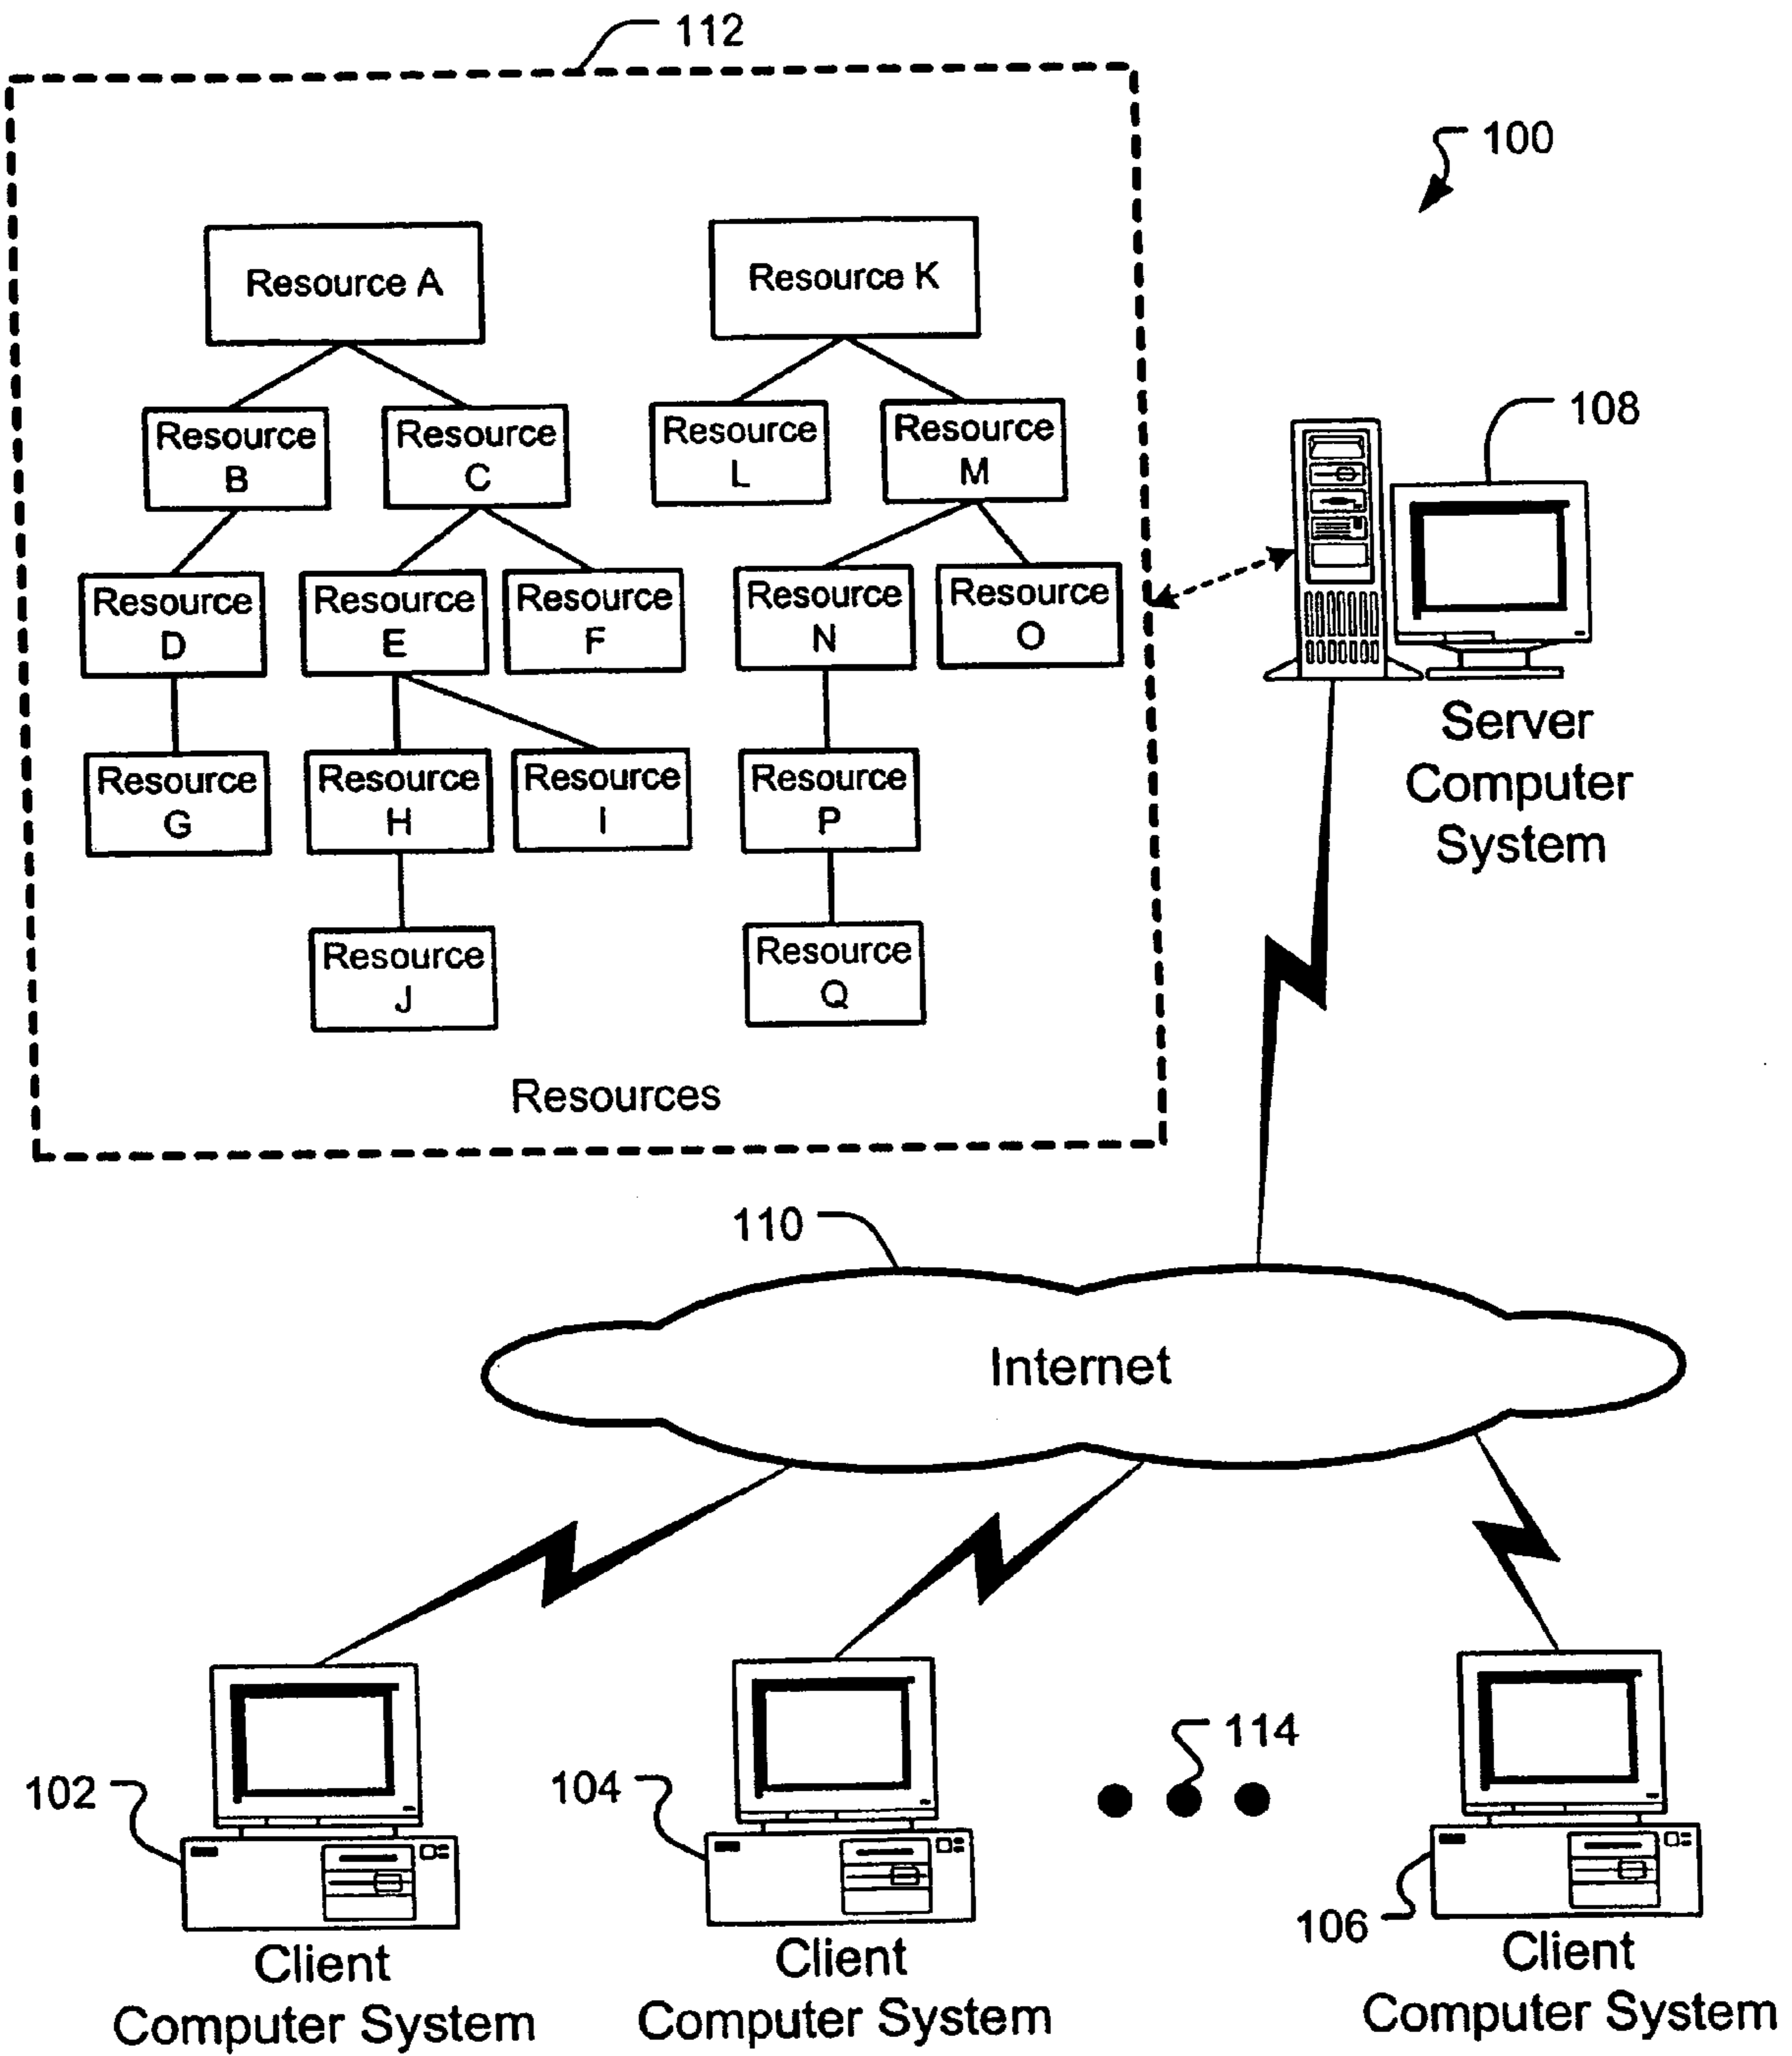 112
100
Resource A
Resource K
Resource
B
Resource
C
Resource
L
Resource
M
108
Resource
D
Resource
E
Resource
F
Resource
N
Resource
O
Server
Computer
System
Resource
G
Resource
H
Resource
I
Resource
P
Resource
J
Resource
Q
Resources
110
Internet
114
102
104
106
Client
Computer System
Client
Computer System
Client
Computer System